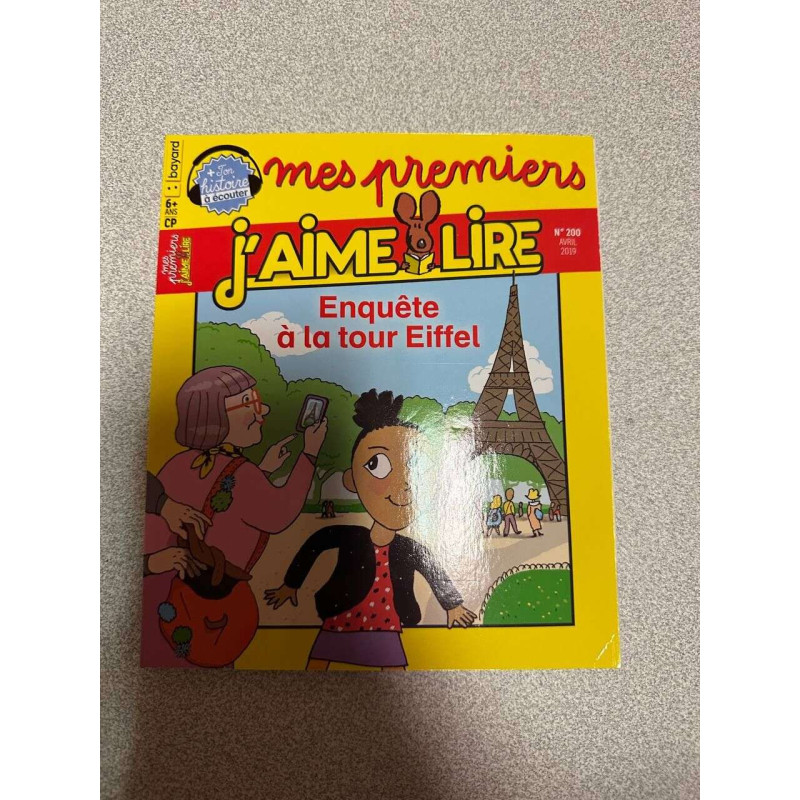 bayard
+ Ton
histoire
à écouter
6+
ANS
CP
mes premiers
J'AIME LIRE
mes
premiers
J'AIME LIRE
N° 200
AVRIL
2019
Enquête
à la tour Eiffel